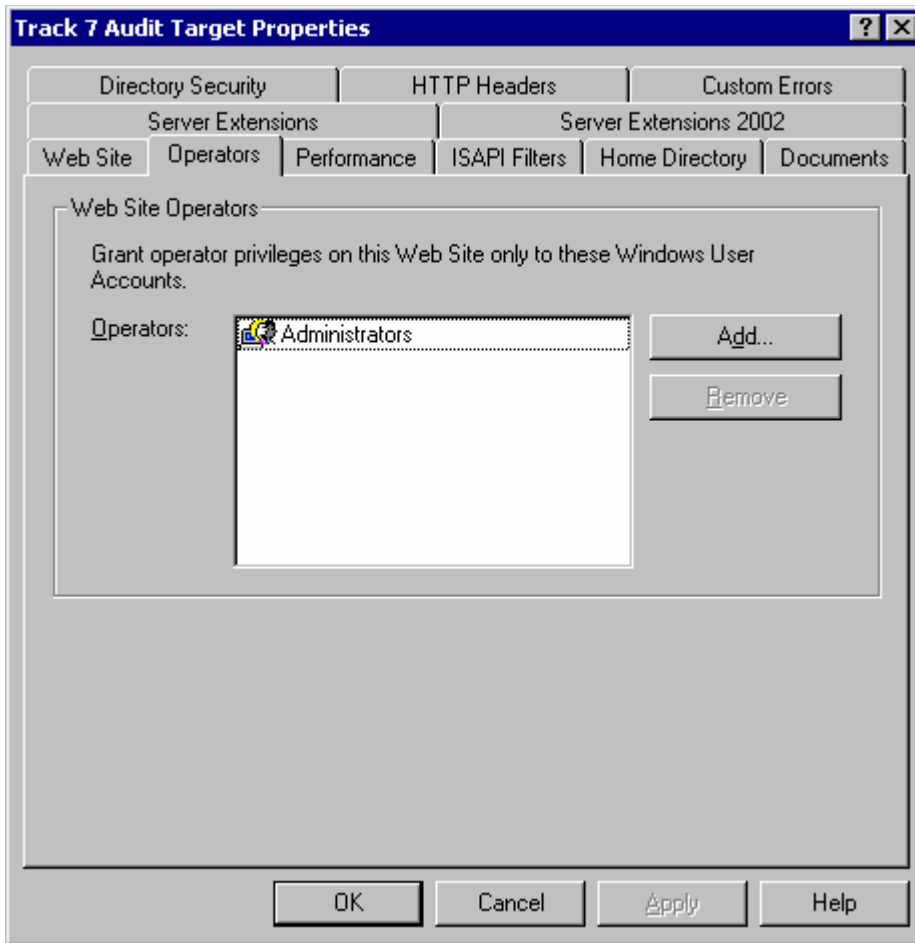 Track 7 Audit Target Properties
Directory Security HTTP Headers Custom Errors
Server Extensions Server Extensions 2002
Web Site Operators Performance ISAPI Filters Home Directory Documents
Web Site Operators
Grant operator privileges on this Web Site only to these Windows User
Accounts.
Operators: Administrators Add...
Remove
OK Cancel Apply Help